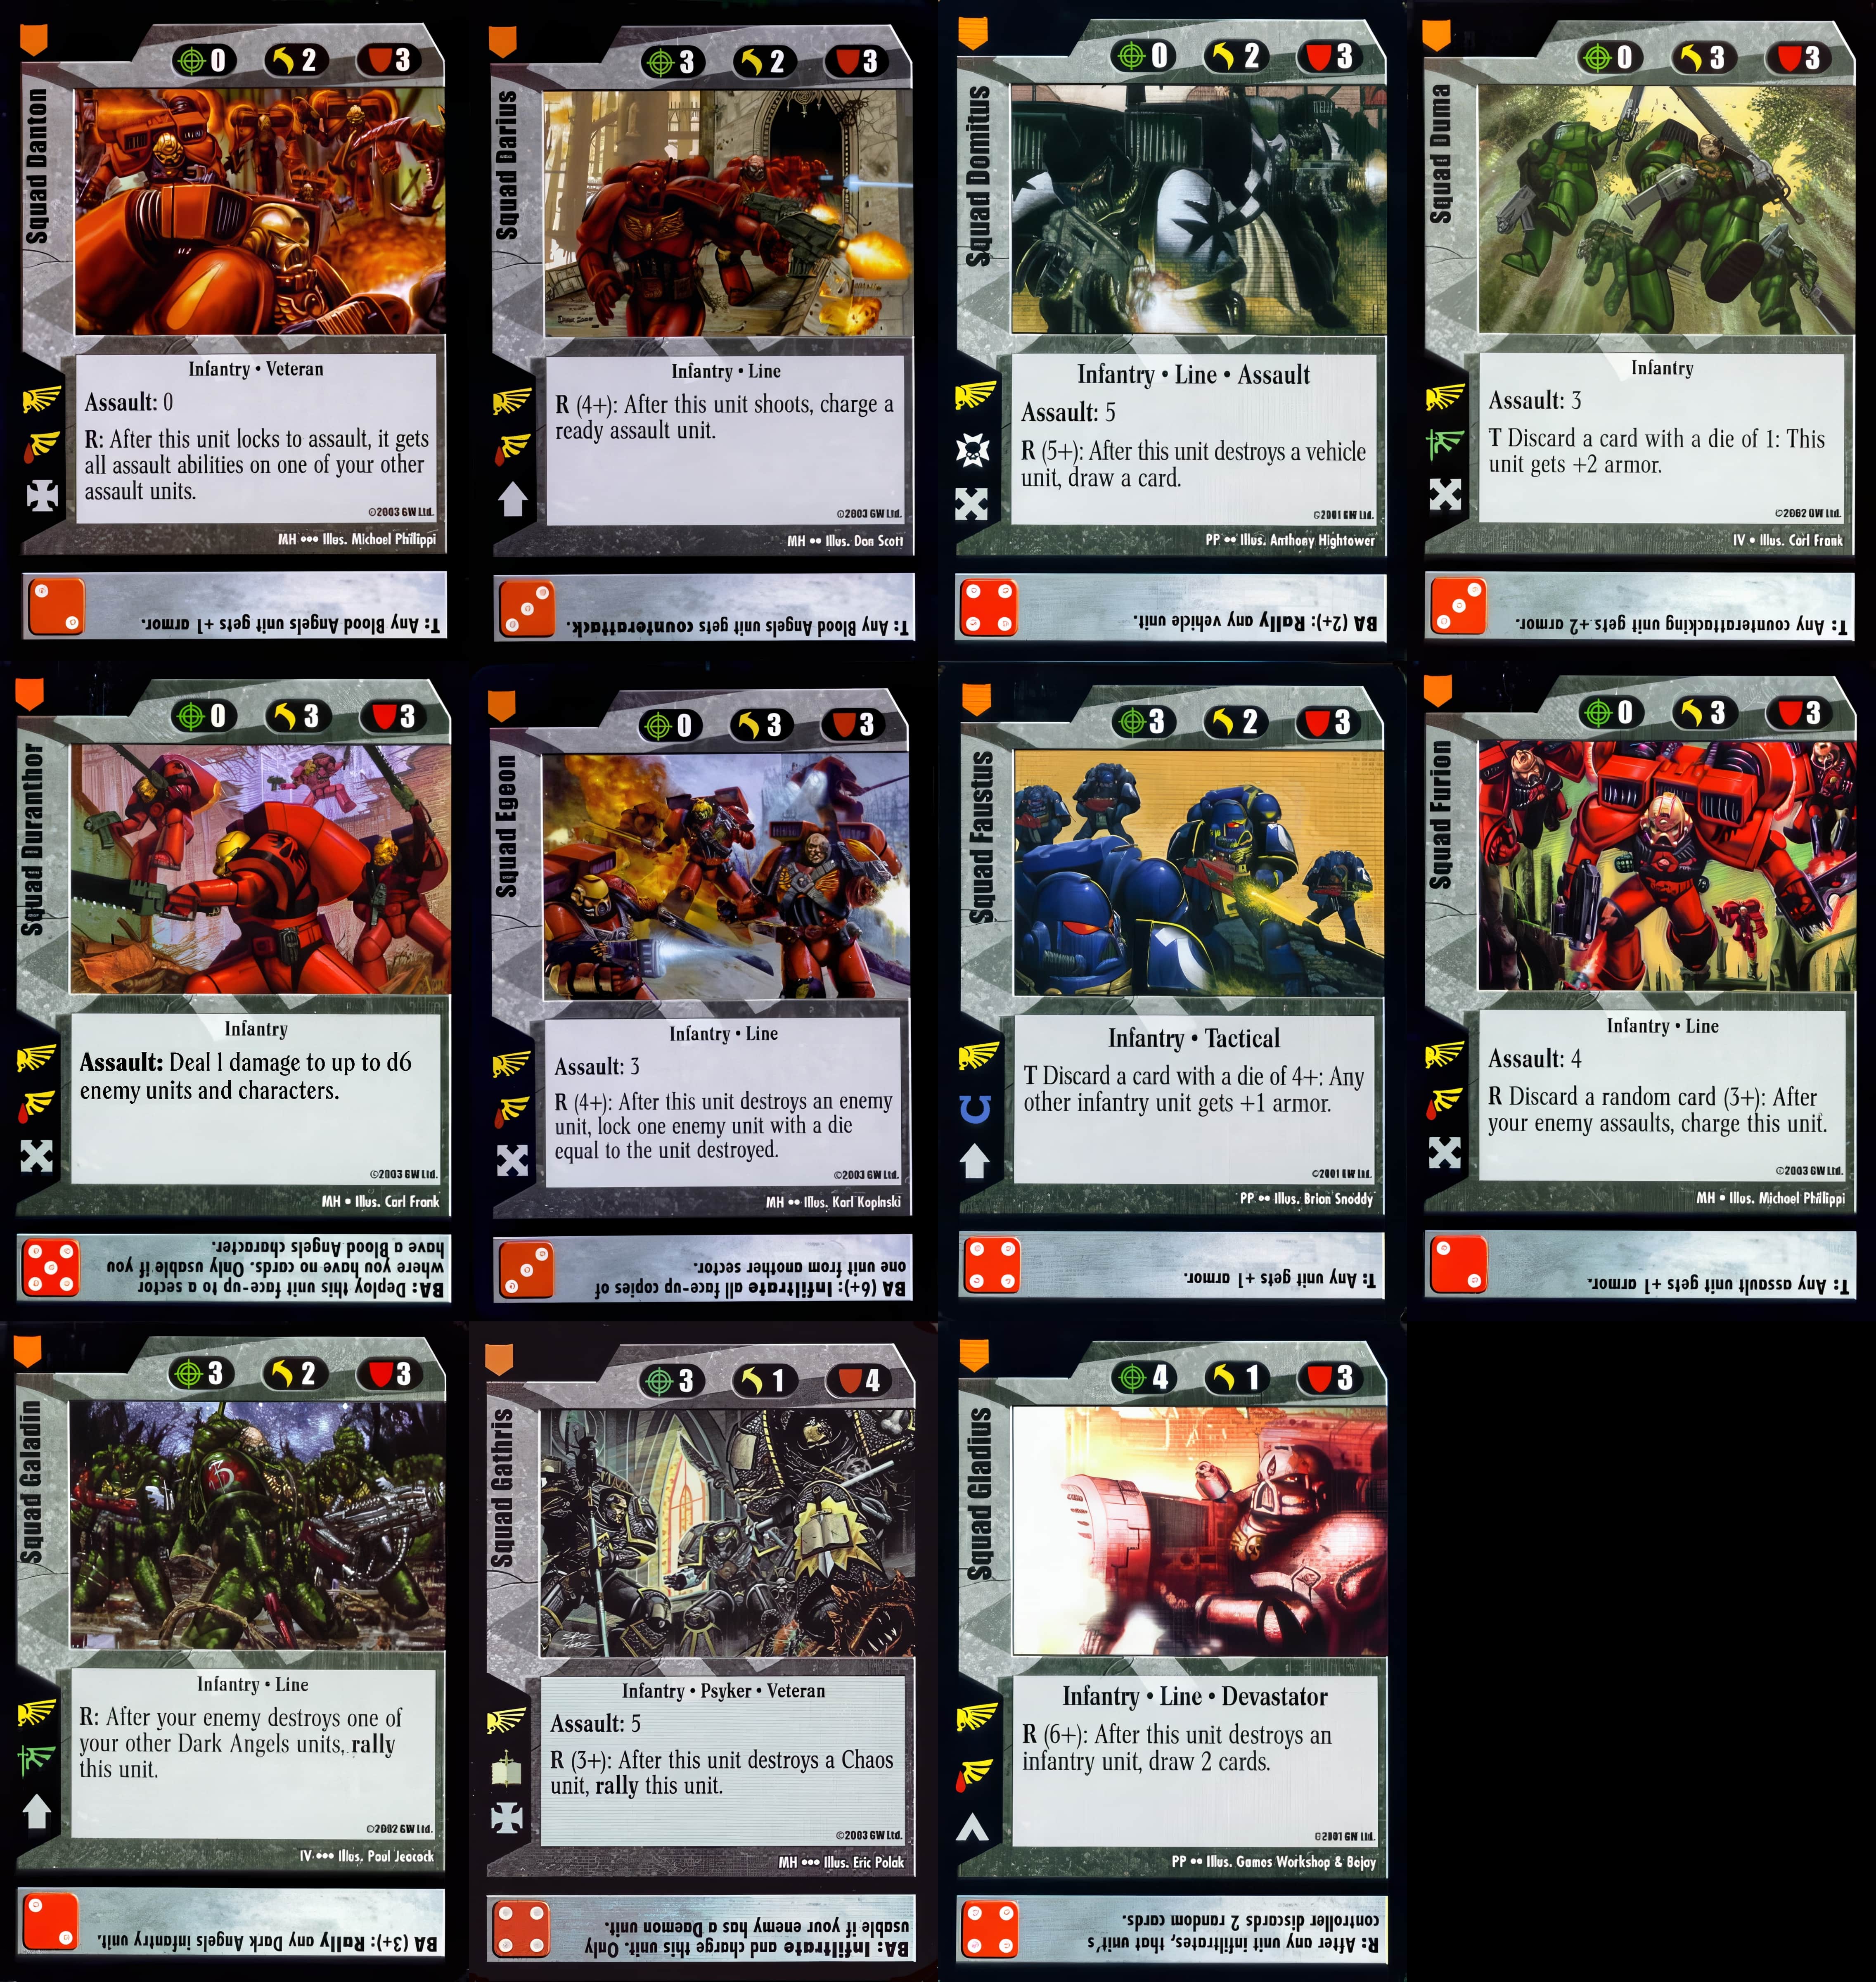 0 2 3
Squad Danton
Infantry • Veteran
Assault: 0
R: After this unit locks to assault, it gets
all assault abilities on one of your other
assault units.
©2003 GW Ltd.
MH ••• Illus. Michael Phillippi
T: Any Blood Angels unit gets +1 armor.
3 2 3
Squad Darius
Infantry • Line
R (4+): After this unit shoots, charge a
ready assault unit.
©2003 GW Ltd.
MH •• Illus. Dan Scott
T: Any Blood Angels unit gets counterattack.
0 2 3
Squad Domitus
Infantry • Line • Assault
Assault: 5
R (5+): After this unit destroys a vehicle
unit, draw a card.
©2001 GW Ltd.
PP •• Illus. Anthony Hightower
BA (2+): Rally any vehicle unit.
0 3 3
Squad Duma
Infantry
Assault: 3
T Discard a card with a die of 1: This
unit gets +2 armor.
©2002 GW Ltd.
IV • Illus. Carl Frank
T: Any counterattacking unit gets +2 armor.
0 3 3
Squad Duranthor
Infantry
Assault: Deal 1 damage to up to d6
enemy units and characters.
©2003 GW Ltd.
MH • Illus. Carl Frank
BA: Deploy this unit face-up to a sector
where you have no cards. Only usable if you
have a Blood Angels character.
0 3 3
Squad Egeon
Infantry • Line
Assault: 3
R (4+): After this unit destroys an enemy
unit, lock one enemy unit with a die
equal to the unit destroyed.
©2003 GW Ltd.
MH •• Illus. Karl Kopinski
BA (6+): Infiltrate all face-up copies of
one unit from another sector.
3 2 3
Squad Faustus
Infantry • Tactical
T Discard a card with a die of 4+: Any
other infantry unit gets +1 armor.
©2001 GW Ltd.
PP •• Illus. Brian Snoddy
T: Any unit gets +1 armor.
0 3 3
Squad Furion
Infantry • Line
Assault: 4
R Discard a random card (3+): After
your enemy assaults, charge this unit.
©2003 GW Ltd.
MH • Illus. Michael Phillippi
T: Any assault unit gets +1 armor.
3 2 3
Squad Galadin
Infantry • Line
R: After your enemy destroys one of
your other Dark Angels units, rally
this unit.
©2002 GW Ltd.
IV ••• Illus. Paul Jeacock
BA (3+): Rally any Dark Angels infantry unit.
3 1 4
Squad Gathris
Infantry • Psyker • Veteran
Assault: 5
R (3+): After this unit destroys a Chaos
unit, rally this unit.
©2003 GW Ltd.
MH ••• Illus. Eric Polak
BA: Infiltrate and charge this unit. Only
usable if your enemy has a Daemon unit.
4 1 3
Squad Gladius
Infantry • Line • Devastator
R (6+): After this unit destroys an
infantry unit, draw 2 cards.
©2001 GW Ltd.
PP •• Illus. Games Workshop & Bojay
R: After any unit infiltrates, that unit's
controller discards 2 random cards.